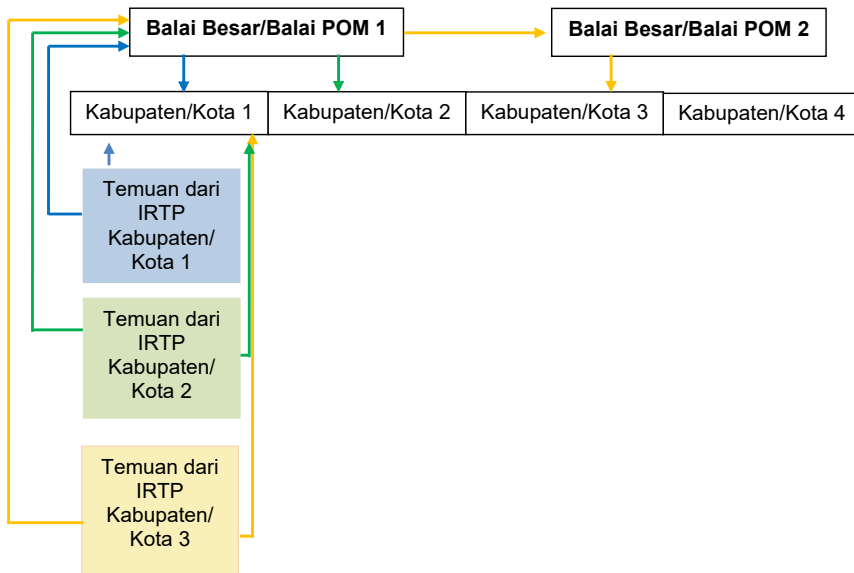 Balai Besar/Balai POM 1
Balai Besar/Balai POM 2
Kabupaten/Kota 1
Kabupaten/Kota 2
Kabupaten/Kota 3
Kabupaten/Kota 4
Temuan dari
IRTP
Kabupaten/
Kota 1
Temuan dari
IRTP
Kabupaten/
Kota 2
Temuan dari
IRTP
Kabupaten/
Kota 3